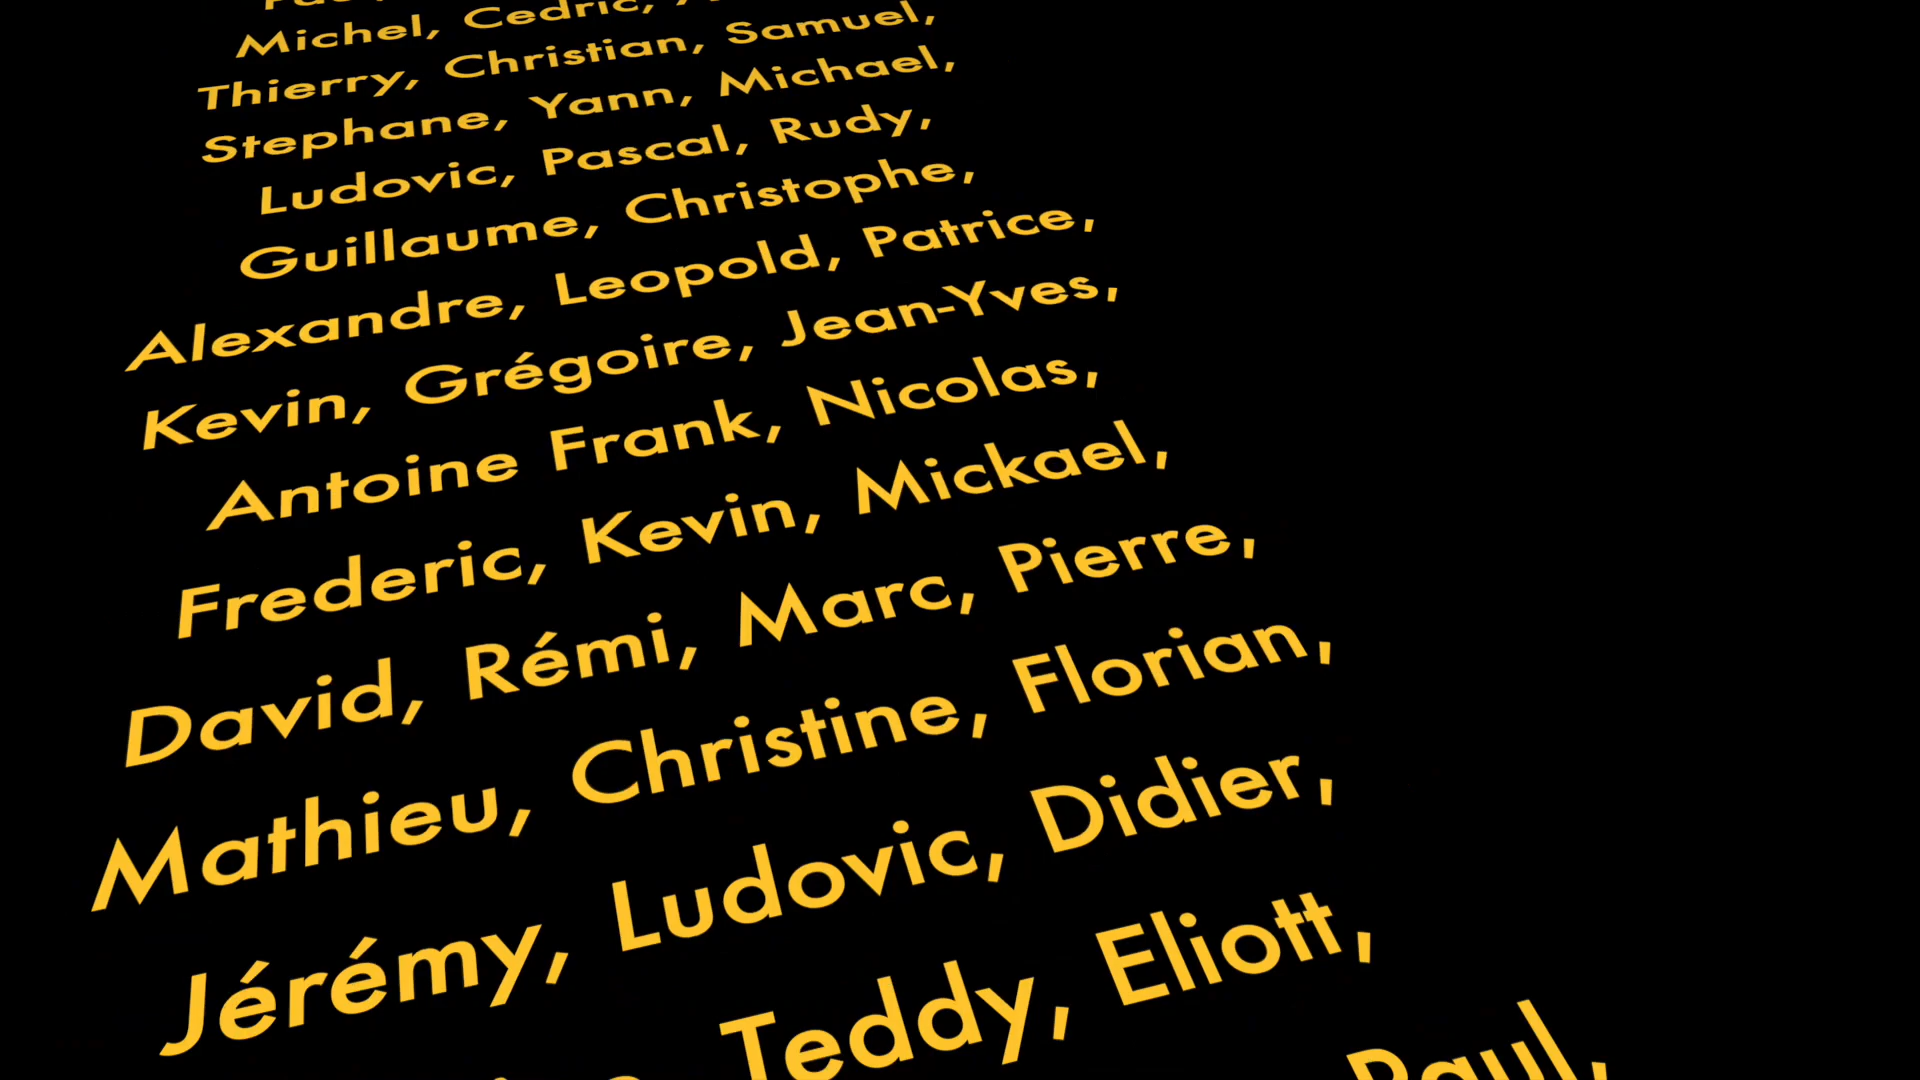 Michel, Cedric,
Thierry, Christian, Samuel,
Stephane, Yann, Michael,
Ludovic, Pascal, Rudy,
Guillaume, Christophe,
Alexandre, Leopold, Patrice,
Kevin, Grégoire, Jean-Yves,
Antoine Frank, Nicolas,
Frederic, Kevin, Mickael,
David, Rémi, Marc, Pierre,
Mathieu, Christine, Florian,
Jérémy, Ludovic, Didier,
Teddy, Eliott,
Paul,